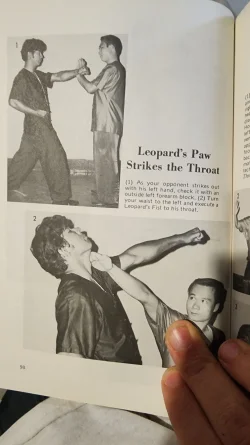 1
Leopard's Paw
Strikes the Throat
(1) As your opponent strikes out
with his left hand, check it with an
outside left forearm block. (2) Turn
your waist to the left and execute a
Leopard's Fist to his throat.
2